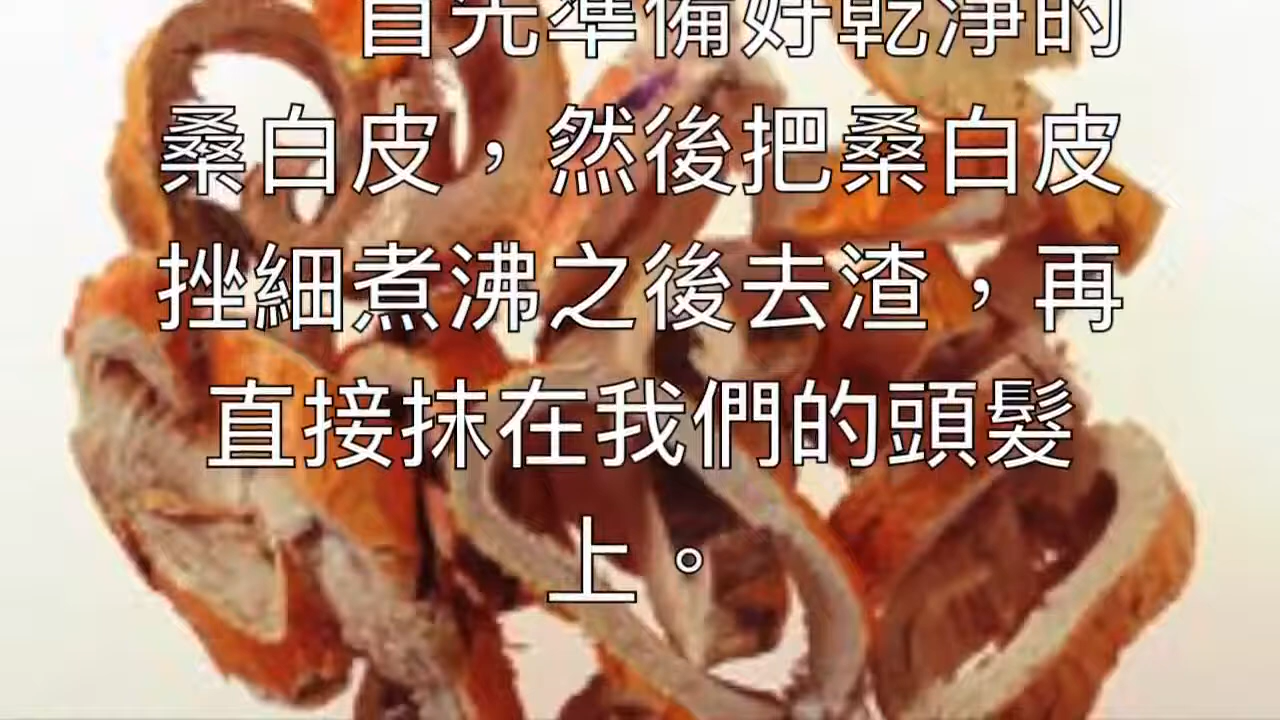 首先準備好乾淨的
桑白皮，然後把桑白皮
挫細煮沸之後去渣，再
直接抹在我們的頭髮
上。